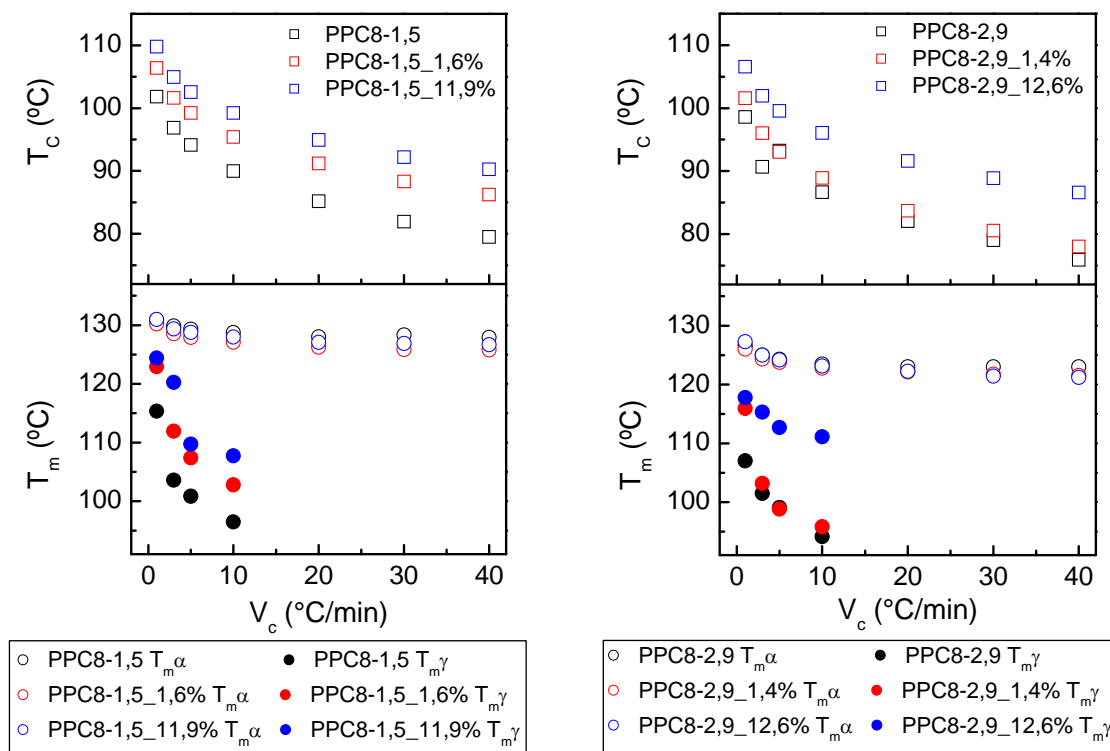 PPC8-1,5
PPC8-1,5_1,6%
PPC8-1,5_11,9%
110
100
90
80
T_C (ºC)
130
120
110
100
T_m (ºC)
0 10 20 30 40
V_c (°C/min)
PPC8-1,5 T_mα PPC8-1,5 T_mγ
PPC8-1,5_1,6% T_mα PPC8-1,5_1,6% T_mγ
PPC8-1,5_11,9% T_mα PPC8-1,5_11,9% T_mγ
PPC8-2,9
PPC8-2,9_1,4%
PPC8-2,9_12,6%
110
100
90
80
T_C (ºC)
130
120
110
100
T_m (ºC)
0 10 20 30 40
V_c (°C/min)
PPC8-2,9 T_mα PPC8-2,9 T_mγ
PPC8-2,9_1,4% T_mα PPC8-2,9_1,4% T_mγ
PPC8-2,9_12,6% T_mα PPC8-2,9_12,6% T_mγ